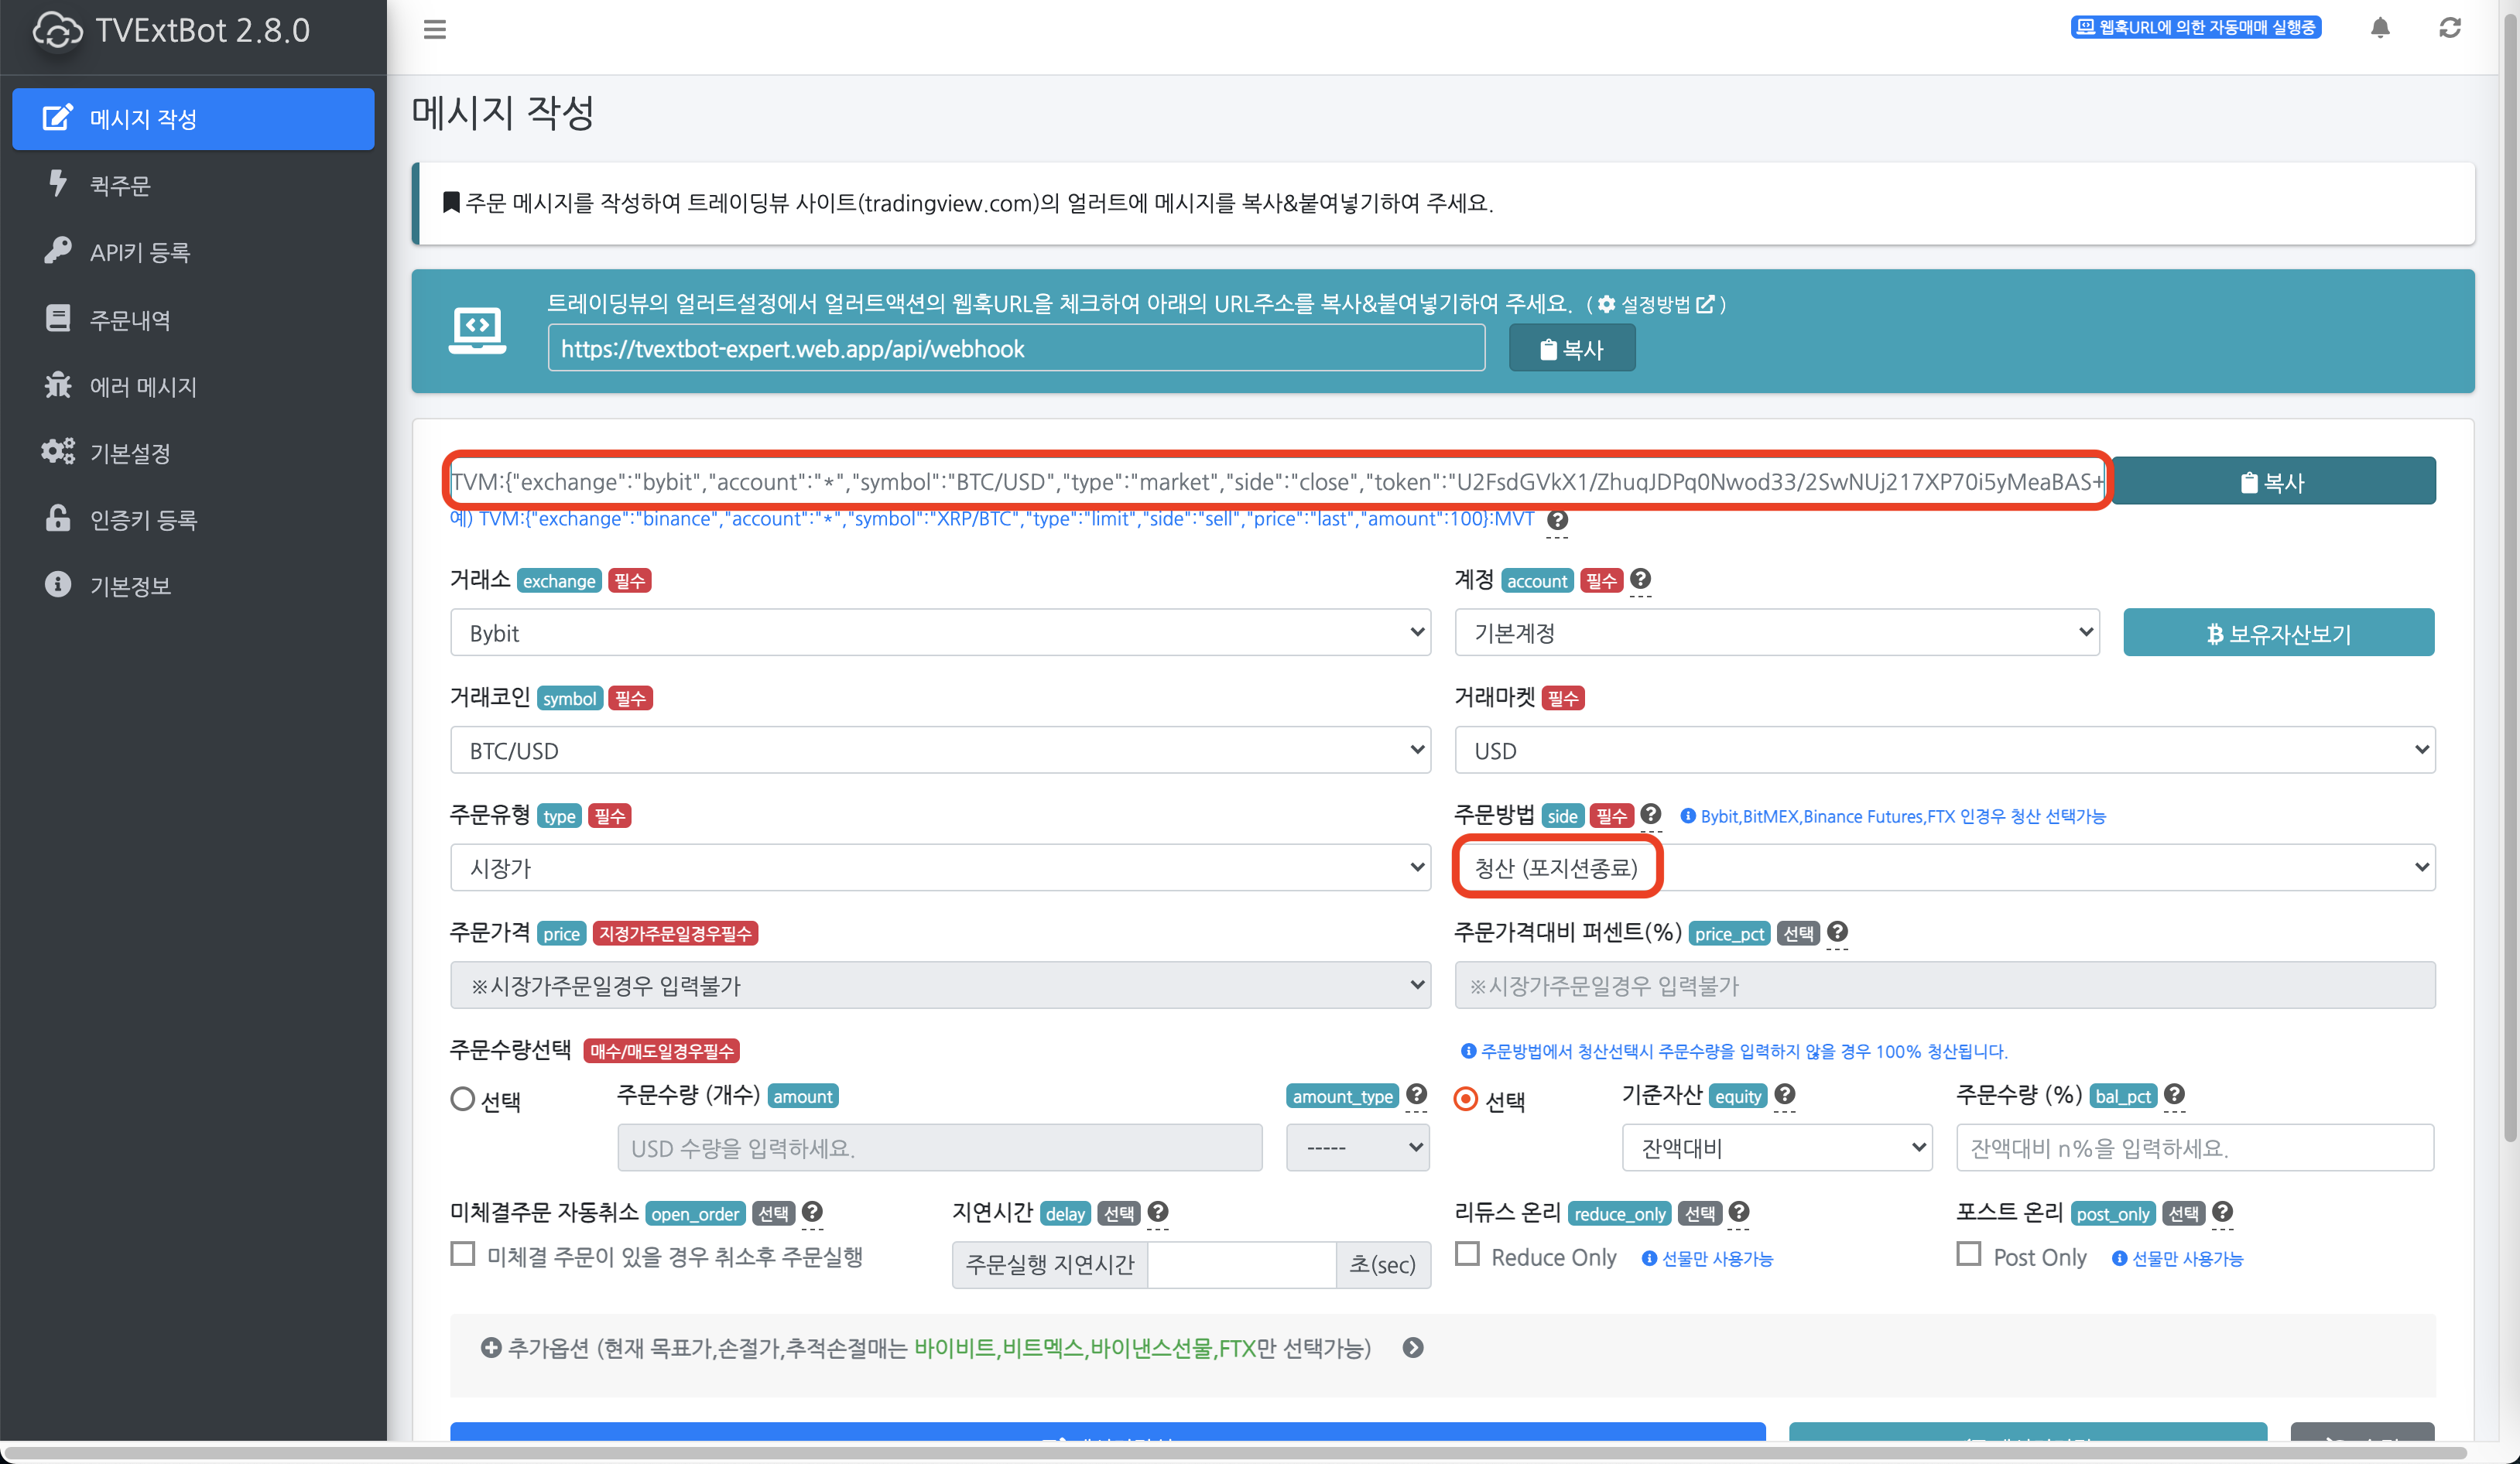 TVExtBot 2.8.0
웹훅URL에 의한 자동매매 실행중
메시지 작성
퀵주문
API키 등록
주문내역
에러 메시지
기본설정
인증키 등록
기본정보
메시지 작성
주문 메시지를 작성하여 트레이딩뷰 사이트(tradingview.com)의 얼러트에 메시지를 복사&붙여넣기하여 주세요.
트레이딩뷰의 얼러트설정에서 얼러트액션의 웹훅URL을 체크하여 아래의 URL주소를 복사&붙여넣기하여 주세요. ( 설정방법 )
https://tvextbot-expert.web.app/api/webhook
복사
TVM:{"exchange":"bybit","account":"*","symbol":"BTC/USD","type":"market","side":"close","token":"U2FsdGVkX1/ZhuqJDPq0Nwod33/2SwNUj217XP70i5yMeaBAS+
복사
예) TVM:{"exchange":"binance","account":"*","symbol":"XRP/BTC","type":"limit","side":"sell","price":"last","amount":100}:MVT
거래소 exchange 필수
계정 account 필수
Bybit
기본계정
보유자산보기
거래코인 symbol 필수
거래마켓 필수
BTC/USD
USD
주문유형 type 필수
주문방법 side 필수 Bybit,BitMEX,Binance Futures,FTX 인경우 청산 선택가능
시장가
청산 (포지션종료)
주문가격 price 지정가주문일경우필수
주문가격대비 퍼센트(%) price_pct 선택
※시장가주문일경우 입력불가
※시장가주문일경우 입력불가
주문수량선택 매수/매도일경우필수
주문방법에서 청산선택시 주문수량을 입력하지 않을 경우 100% 청산됩니다.
선택
주문수량 (개수) amount
amount_type
선택
기준자산 equity
주문수량 (%) bal_pct
USD 수량을 입력하세요.
-----
잔액대비
잔액대비 n%을 입력하세요.
미체결주문 자동취소 open_order 선택
지연시간 delay 선택
리듀스 온리 reduce_only 선택
포스트 온리 post_only 선택
미체결 주문이 있을 경우 취소후 주문실행
주문실행 지연시간
초(sec)
Reduce Only 선물만 사용가능
Post Only 선물만 사용가능
추가옵션 (현재 목표가,손절가,추적손절매는 바이비트,비트멕스,바이낸스선물,FTX만 선택가능)